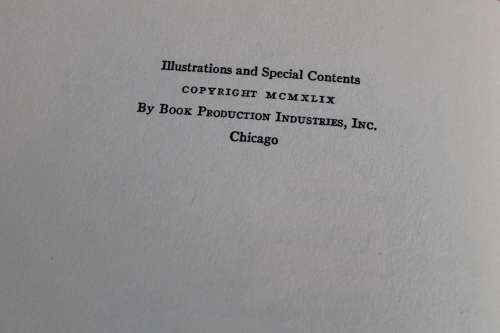 Illustrations and Special Contents
COPYRIGHT MCMXLIX
By Book Production Industries, Inc.
Chicago